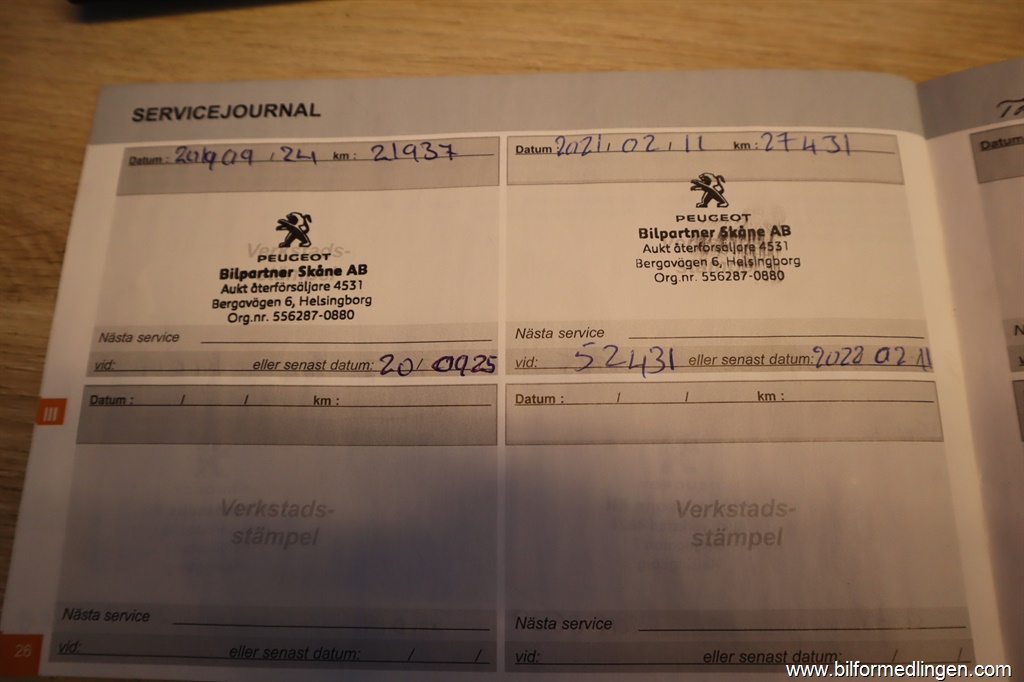 SERVICEJOURNAL
Datum : 2019 09 / 24 km : 21937
PEUGEOT
Bilpartner Skåne AB
Aukt återförsäljare 4531
Bergavägen 6, Helsingborg
Org.nr. 556287-0880
Nästa service
vid: eller senast datum: 20/ 0925
Datum 2021 / 02 / 11 km : 27431
PEUGEOT
Bilpartner Skåne AB
Aukt återförsäljare 4531
Bergavägen 6, Helsingborg
Org.nr. 556287-0880
Nästa service
vid: 52431 eller senast datum: 2022 02 11
Datum : / / km :
Verkstads-
stämpel
Nästa service
vid: eller senast datum: / /
Datum : / / km :
Verkstads-
stämpel
Nästa service
vid: eller senast datum: / /
III
26
Datum
www.bilformedlingen.com